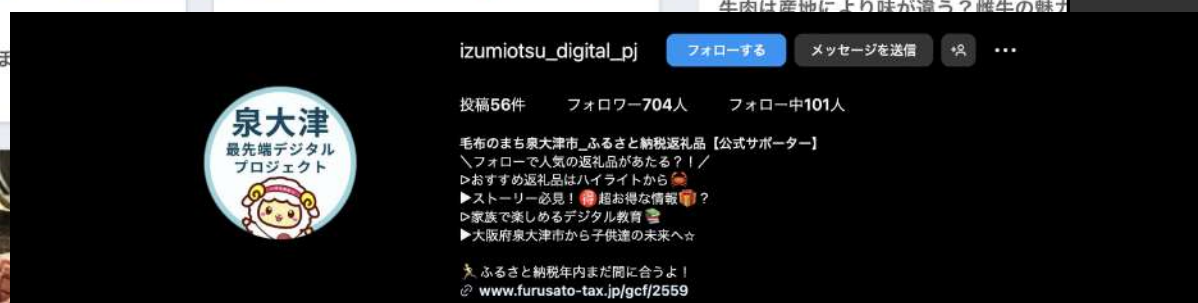 牛肉は産地により味が違う？雌牛の魅力
izumiotsu_digital_pj フォローする メッセージを送信
投稿56件 フォロワー704人 フォロー中101人
泉大津
最先端デジタル
プロジェクト
毛布のまち泉大津市_ふるさと納税返礼品【公式サポーター】
＼フォローで人気の返礼品があたる？！／
▷おすすめ返礼品はハイライトから🦀
▶ストーリー必見！🉐超お得な情報🎁？
▷家族で楽しめるデジタル教育📚
▶大阪府泉大津市から子供達の未来へ☆
🏃ふるさと納税年内まだ間に合うよ！
www.furusato-tax.jp/gcf/2559